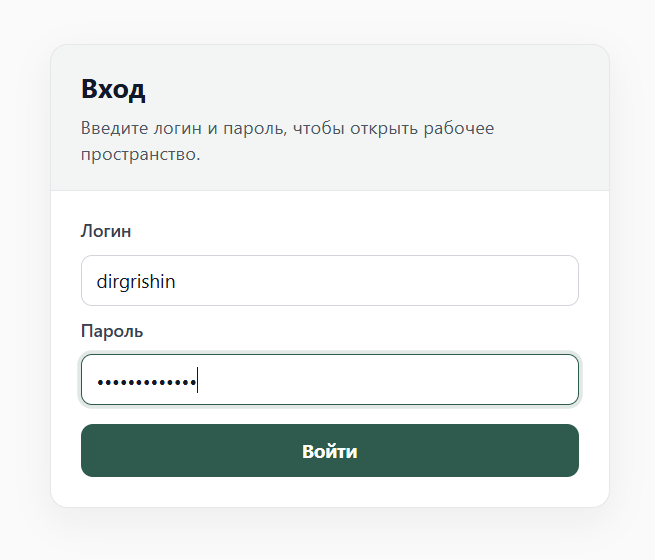 Вход
Введите логин и пароль, чтобы открыть рабочее
пространство.
Логин
dirgrishin
Пароль
•••••••••••••
Войти